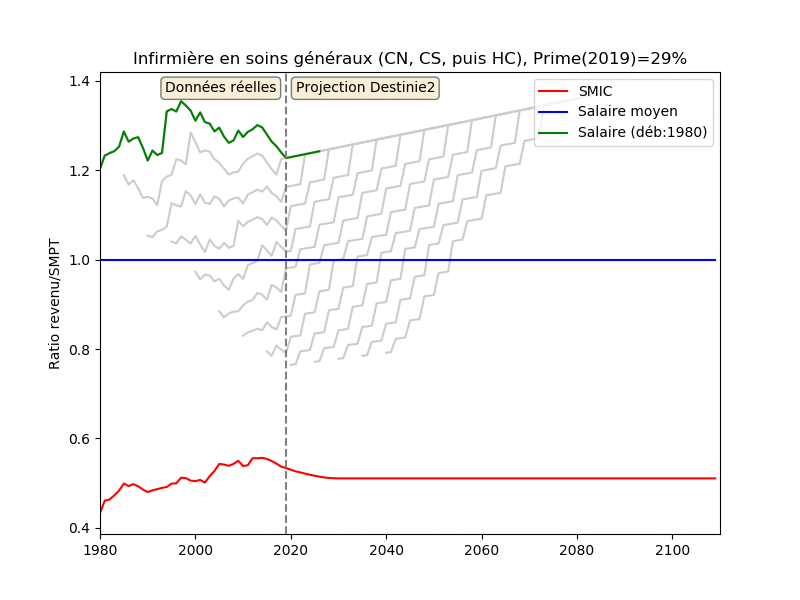 Infirmière en soins généraux (CN, CS, puis HC), Prime(2019)=29%
Données réelles
Projection Destinie2
SMIC
Salaire moyen
Salaire (déb:1980)
Ratio revenu/SMPT
1.4
1.2
1.0
0.8
0.6
0.4
1980
2000
2020
2040
2060
2080
2100